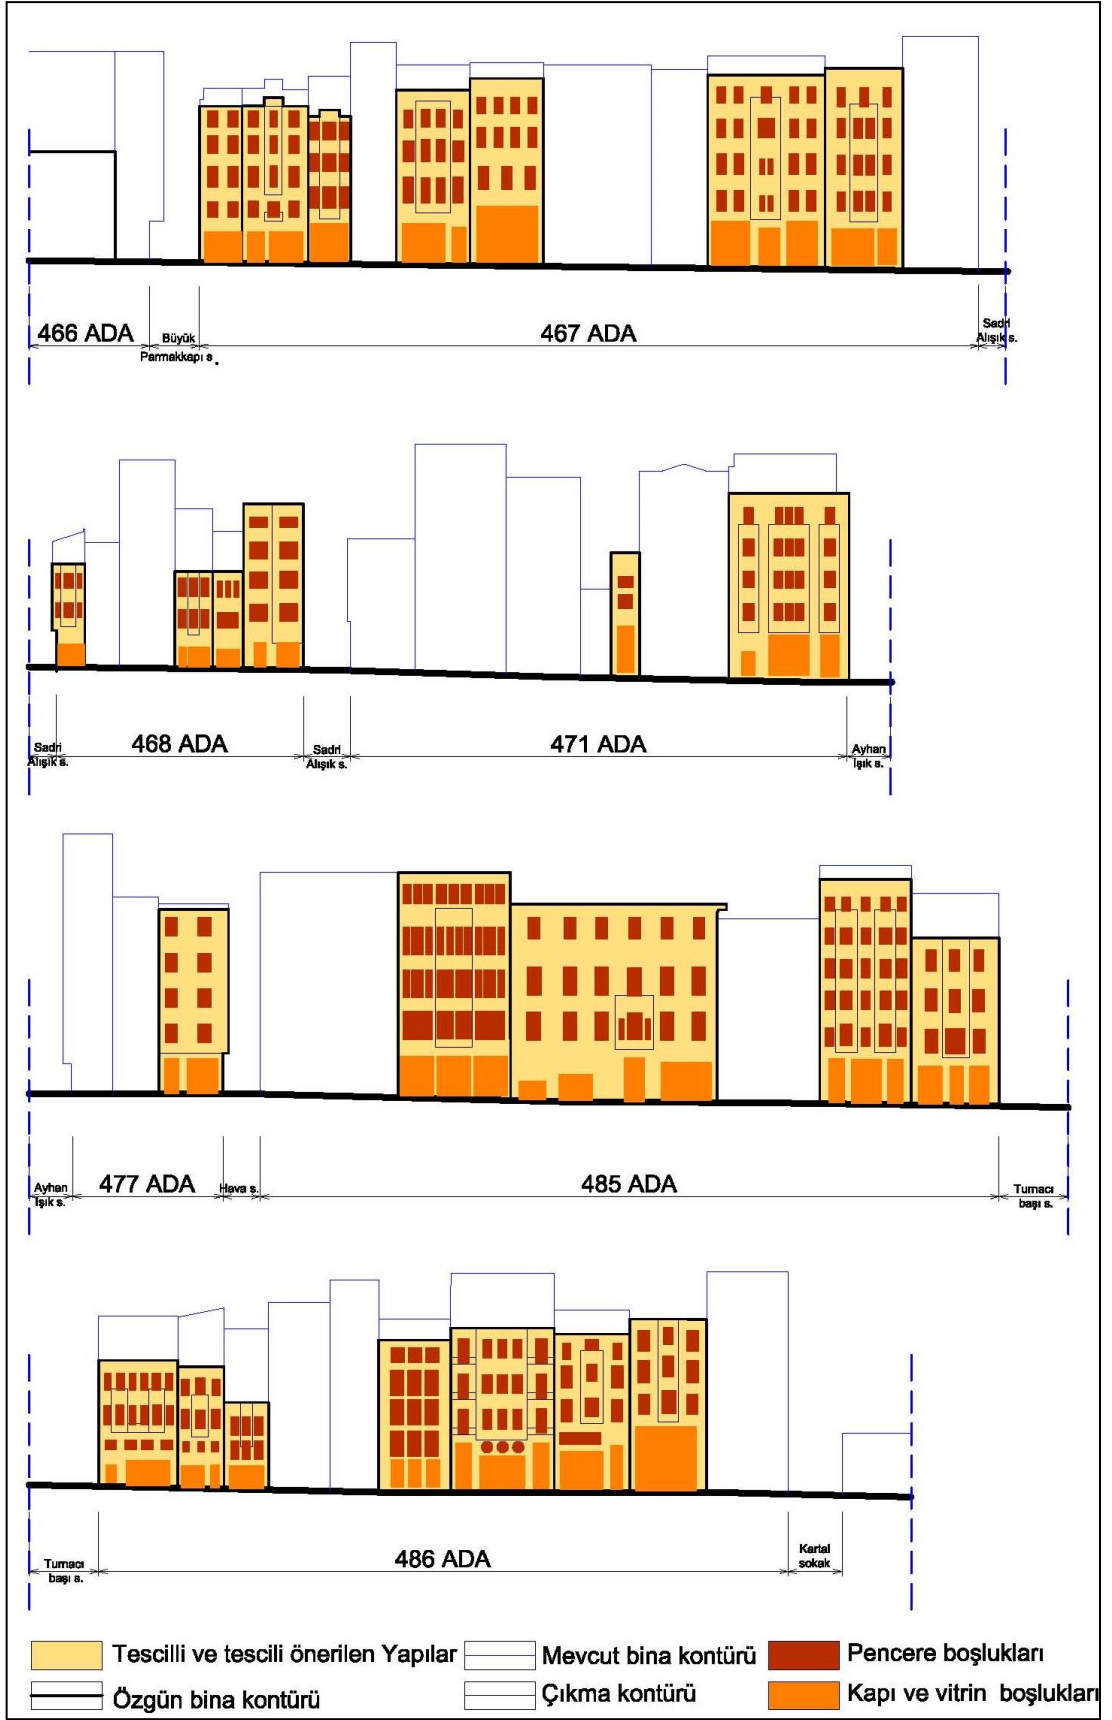 466 ADA
Büyük
Parmakkapı s.
467 ADA
Sadri
Alışık s.
Sadri
Alışık s.
468 ADA
Sadri
Alışık s.
471 ADA
Ayhan
Işık s.
Ayhan
Işık s.
477 ADA
Hava s.
485 ADA
Turnacı
başı s.
Turnacı
başı s.
486 ADA
Kartal
sokak
Tescilli ve tescili önerilen Yapılar
Mevcut bina kontürü
Pencere boşlukları
Özgün bina kontürü
Çıkma kontürü
Kapı ve vitrin boşlukları